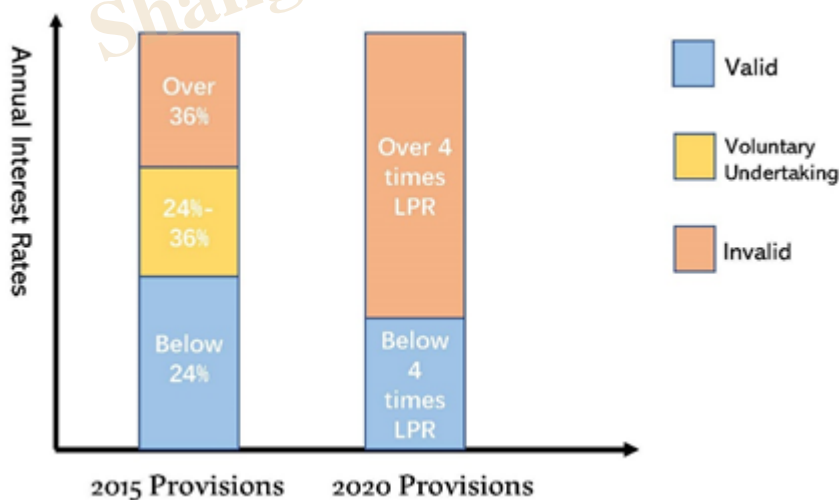 Shang
Annual Interest Rates
Over
36%
24%-
36%
Below
24%
Over 4
times
LPR
Below
4
times
LPR
2015 Provisions
2020 Provisions
Valid
Voluntary
Undertaking
Invalid